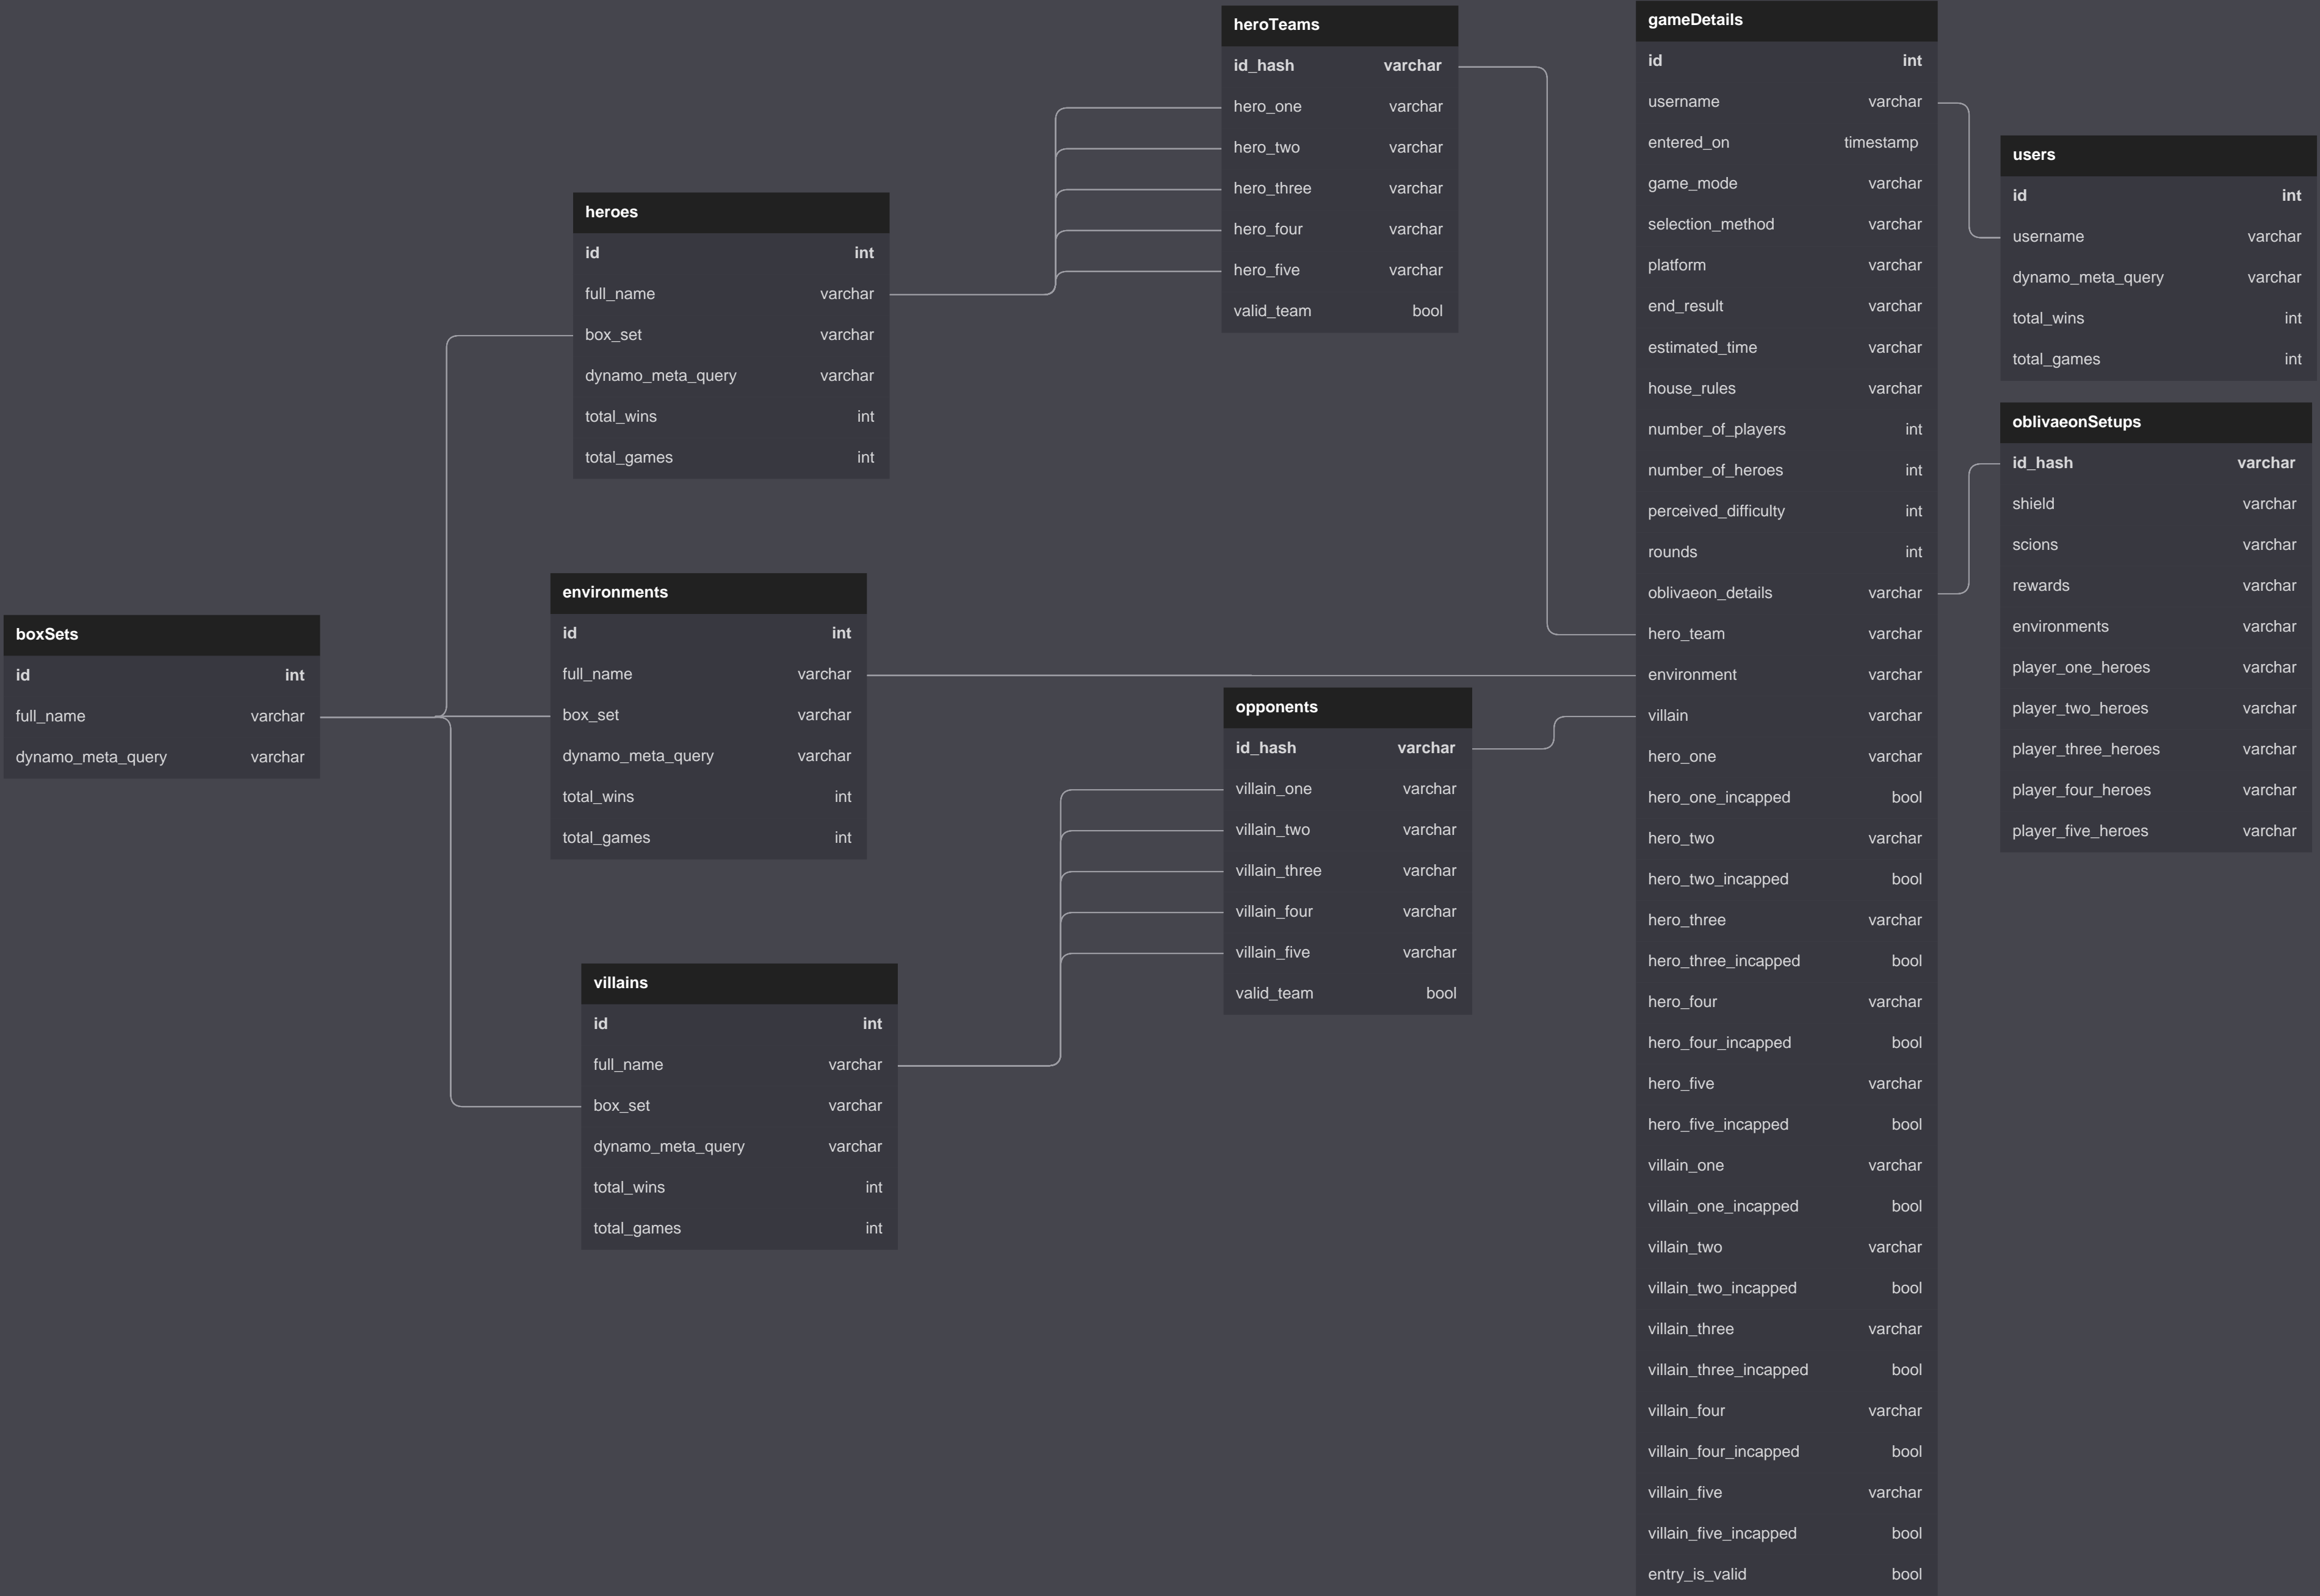 boxSets
id int
full_name varchar
dynamo_meta_query varchar
heroes
id int
full_name varchar
box_set varchar
dynamo_meta_query varchar
total_wins int
total_games int
environments
id int
full_name varchar
box_set varchar
dynamo_meta_query varchar
total_wins int
total_games int
villains
id int
full_name varchar
box_set varchar
dynamo_meta_query varchar
total_wins int
total_games int
heroTeams
id_hash varchar
hero_one varchar
hero_two varchar
hero_three varchar
hero_four varchar
hero_five varchar
valid_team bool
opponents
id_hash varchar
villain_one varchar
villain_two varchar
villain_three varchar
villain_four varchar
villain_five varchar
valid_team bool
gameDetails
id int
username varchar
entered_on timestamp
game_mode varchar
selection_method varchar
platform varchar
end_result varchar
estimated_time varchar
house_rules varchar
number_of_players int
number_of_heroes int
perceived_difficulty int
rounds int
oblivaeon_details varchar
hero_team varchar
environment varchar
villain varchar
hero_one varchar
hero_one_incapped bool
hero_two varchar
hero_two_incapped bool
hero_three varchar
hero_three_incapped bool
hero_four varchar
hero_four_incapped bool
hero_five varchar
hero_five_incapped bool
villain_one varchar
villain_one_incapped bool
villain_two varchar
villain_two_incapped bool
villain_three varchar
villain_three_incapped bool
villain_four varchar
villain_four_incapped bool
villain_five varchar
villain_five_incapped bool
entry_is_valid bool
users
id int
username varchar
dynamo_meta_query varchar
total_wins int
total_games int
oblivaeonSetups
id_hash varchar
shield varchar
scions varchar
rewards varchar
environments varchar
player_one_heroes varchar
player_two_heroes varchar
player_three_heroes varchar
player_four_heroes varchar
player_five_heroes varchar